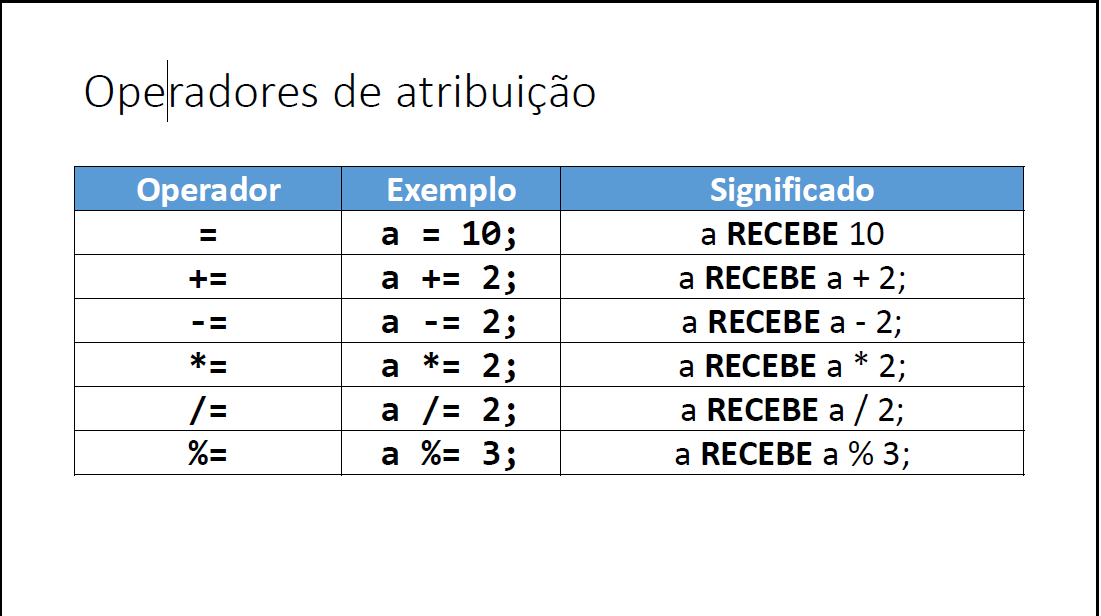 Operadores de atribuição
Operador Exemplo Significado
= a = 10; a RECEBE 10
+= a += 2; a RECEBE a + 2;
-= a -= 2; a RECEBE a - 2;
*= a *= 2; a RECEBE a * 2;
/= a /= 2; a RECEBE a / 2;
%= a %= 3; a RECEBE a % 3;